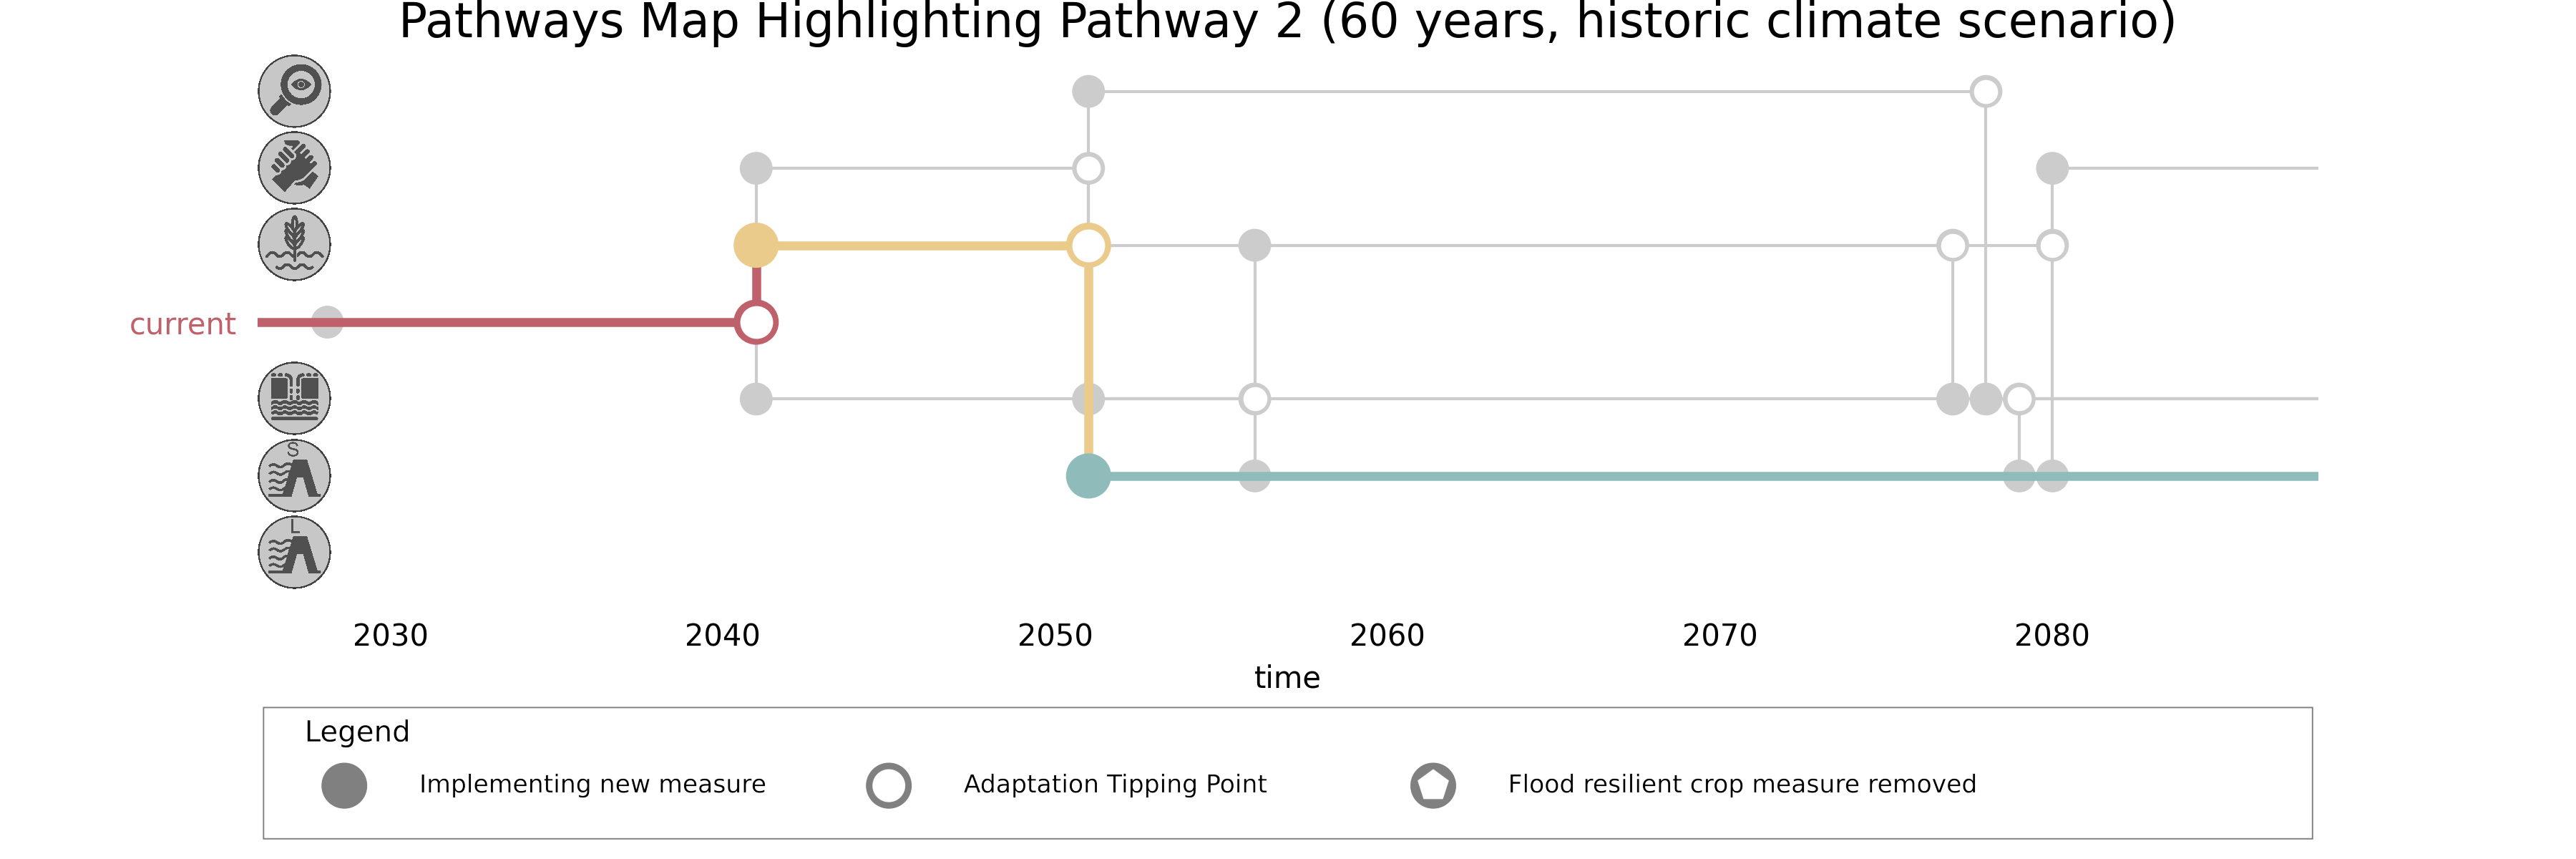 Pathways Map Highlighting Pathway 2 (60 years, historic climate scenario)
current
S
L
2030 2040 2050 2060 2070 2080
time
Legend
Implementing new measure Adaptation Tipping Point Flood resilient crop measure removed